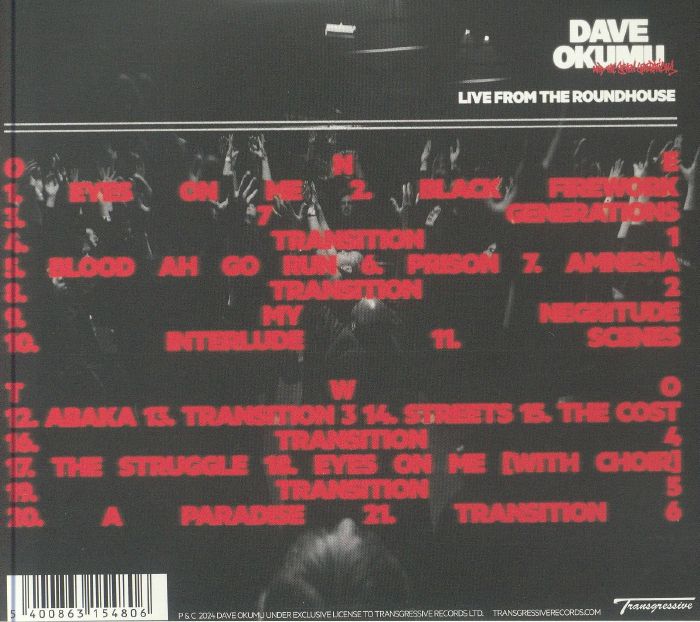 DAVE
OKUMU
AND THE SEVEN GENERATIONS
LIVE FROM THE ROUNDHOUSE
O N E
1. EYES ON ME 2. BLACK FIREWORK
3. 7 GENERATIONS
4. TRANSITION 1
5. BLOOD AH GO RUN 6. PRISON 7. AMNESIA
8. TRANSITION 2
9. MY NEGRITUDE
10. INTERLUDE 11. SCENES
T W O
12. ABAKA 13. TRANSITION 3 14. STREETS 15. THE COST
16. TRANSITION 4
17. THE STRUGGLE 18. EYES ON ME [WITH CHOIR]
19. TRANSITION 5
20. A PARADISE 21. TRANSITION 6
5 400863 154806
P & C 2024 DAVE OKUMU UNDER EXCLUSIVE LICENSE TO TRANSGRESSIVE RECORDS LTD. TRANSGRESSIVERECORDS.COM
Transgressive